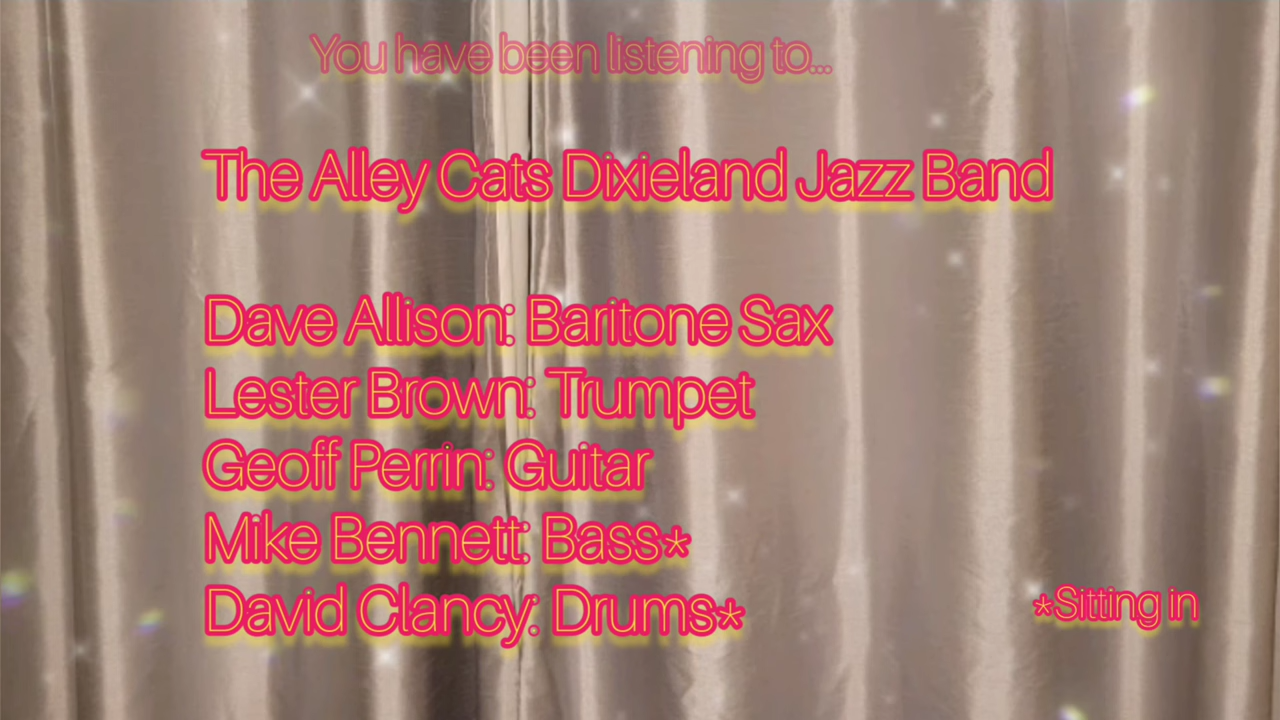 You have been listening to...
The Alley Cats Dixieland Jazz Band
Dave Allison: Baritone Sax
Lester Brown: Trumpet
Geoff Perrin: Guitar
Mike Bennett: Bass*
David Clancy: Drums*
*Sitting in